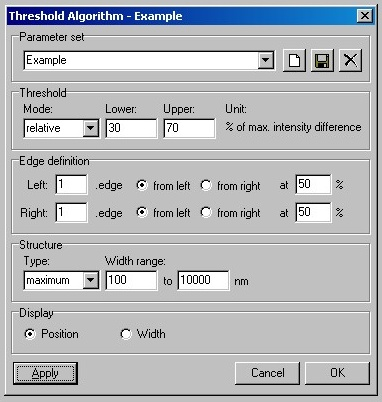 Threshold Algorithm - Example
Parameter set
Example
Threshold
Mode: Lower: Upper: Unit:
relative 30 70 % of max. intensity difference
Edge definition
Left: 1 .edge from left from right at 50 %
Right: 1 .edge from left from right at 50 %
Structure
Type: Width range:
maximum 100 to 10000 nm
Display
Position Width
Apply Cancel OK